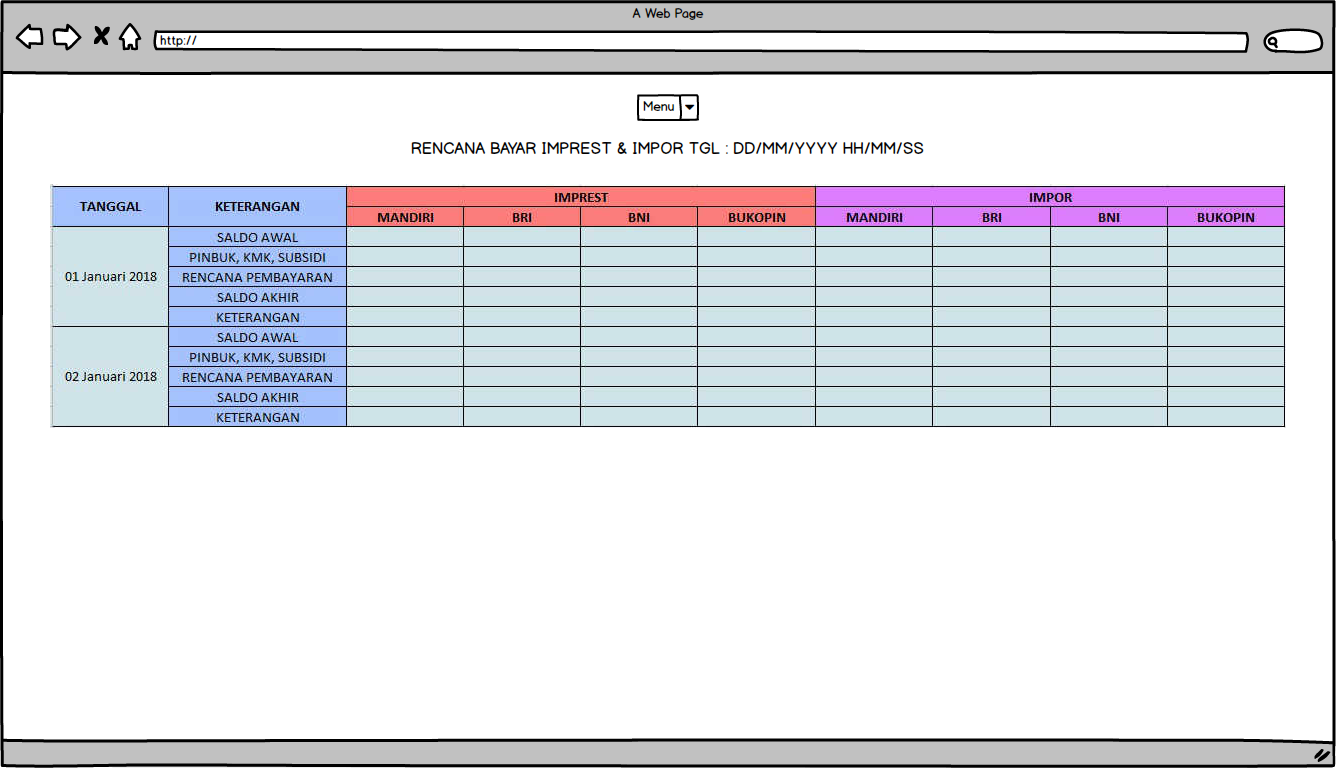 A Web Page
http://
Menu
RENCANA BAYAR IMPREST & IMPOR TGL : DD/MM/YYYY HH/MM/SS
TANGGAL KETERANGAN IMPREST IMPOR
MANDIRI BRI BNI BUKOPIN MANDIRI BRI BNI BUKOPIN
01 Januari 2018
SALDO AWAL
PINBUK, KMK, SUBSIDI
RENCANA PEMBAYARAN
SALDO AKHIR
KETERANGAN
02 Januari 2018
SALDO AWAL
PINBUK, KMK, SUBSIDI
RENCANA PEMBAYARAN
SALDO AKHIR
KETERANGAN